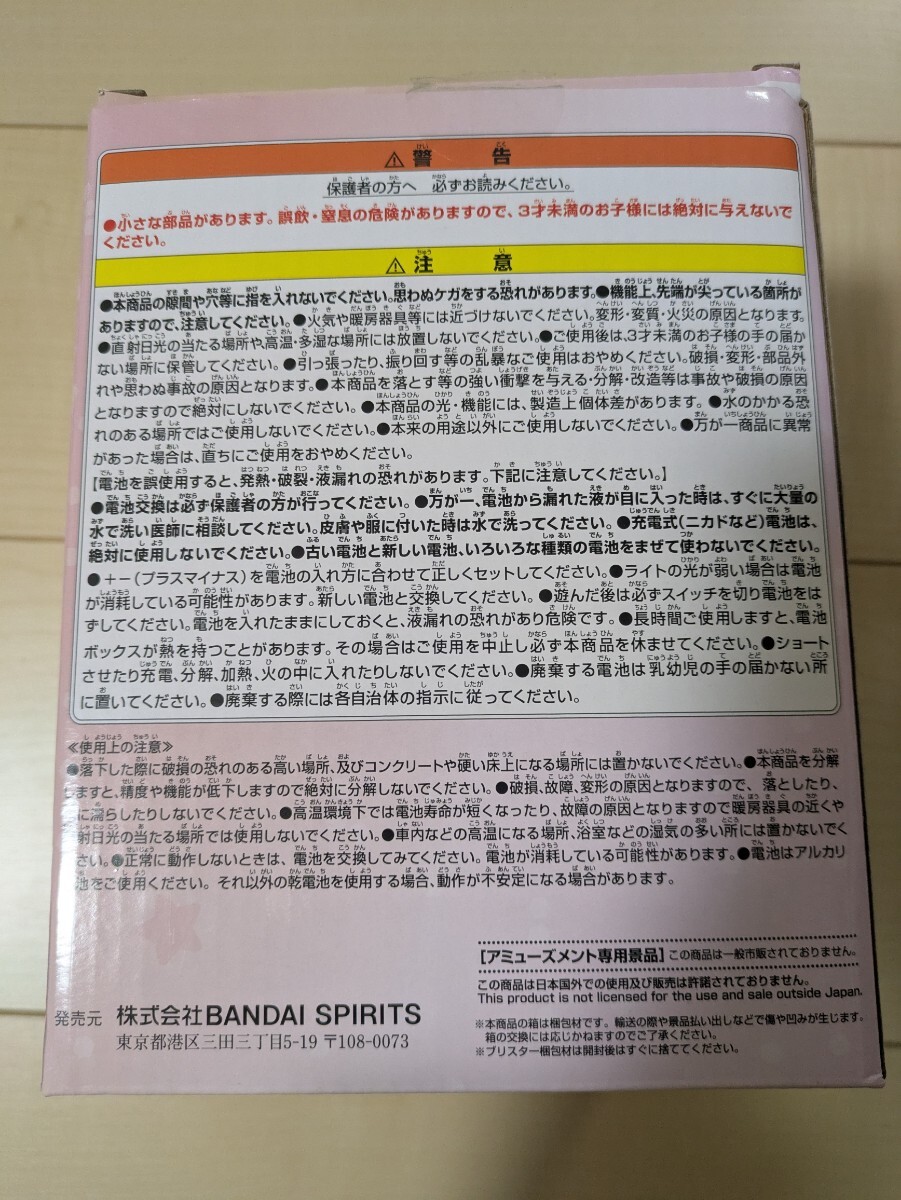 ⚠警告
保護者の方へ 必ずお読みください。
●小さな部品があります。誤飲・窒息の危険がありますので、3才未満のお子様には絶対に与えないで
ください。
⚠注意
●本商品の隙間や穴等に指を入れないでください。思わぬケガをする恐れがあります。●機能上、先端が尖っている箇所が
ありますので、注意してください。●火気や暖房器具等には近づけないでください。変形・変質・火災の原因となります。
●直射日光の当たる場所や、高温・多湿な場所には放置しないでください。●ご使用後は、3才未満のお子様の手の届か
ない場所に保管してください。●引っ張ったり、振り回す等の乱暴なご使用はおやめください。破損・変形・部品外
れや思わぬ事故の原因となります。●本商品を落とす等の強い衝撃を与える・分解・改造等は事故や破損の原因
となりますので絶対にしないでください。●本商品の光・機能には、製造上個体差があります。●水のかかる恐
れのある場所ではご使用しないでください。●本来の用途以外にご使用しないでください。●万が一商品に異常
があった場合は、直ちにご使用をおやめください。
【電池を誤使用すると、発熱・破裂・液漏れの恐れがあります。下記に注意してください。】
●電池交換は必ず保護者の方が行ってください。●万が一、電池から漏れた液が目に入った時は、すぐに大量の
水で洗い医師に相談してください。皮膚や服に付いた時は水で洗ってください。●充電式(ニカドなど)電池は、
絶対に使用しないでください。●古い電池と新しい電池、いろいろな種類の電池をまぜて使わないでください。
●+-(プラスマイナス)を電池の入れ方に合わせて正しくセットしてください。●ライトの光が弱い場合は電池
が消耗している可能性があります。新しい電池と交換してください。●遊んだ後は必ずスイッチを切り電池をは
ずしてください。電池を入れたままにしておくと、液漏れの恐れがあり危険です。●長時間ご使用しますと、電池
ボックスが熱を持つことがあります。その場合はご使用を中止し必ず本商品を休ませてください。●ショート
させたり充電、分解、加熱、火の中に入れたりしないでください。●廃棄する電池は乳幼児の手の届かない所
に置いてください。●廃棄する際には各自治体の指示に従ってください。
≪使用上の注意≫
●落下した際に破損の恐れのある高い場所、及びコンクリートや硬い床上になる場所には置かないでください。●本商品を分解
しますと、精度や機能が低下しますので絶対に分解しないでください。●破損、故障、変形の原因となりますので、落としたり、
に濡らしたりしないでください。●高温環境下では電池寿命が短くなったり、故障の原因となりますので暖房器具の近くや
射日光の当たる場所では使用しないでください。●車内などの高温になる場所、浴室などの湿気の多い所には置かないでく
さい。●正常に動作しないときは、電池を交換してみてください。電池が消耗している可能性があります。●電池はアルカリ
池をご使用ください。それ以外の乾電池を使用する場合、動作が不安定になる場合があります。
[アミューズメント専用景品] この商品は一般市販されておりません。
この商品は日本国外での使用及び販売は許諾されておりません。
This product is not licensed for the use and sale outside Japan.
発売元 株式会社BANDAI SPIRITS
東京都港区三田三丁目5-19 〒108-0073
※本商品の箱は梱包材です。輸送の際や景品払い出しなどで傷や凹みが生じます。
箱の交換には応じかねますのでご了承ください。
※ブリスター梱包材は開封後はすぐに捨ててください。